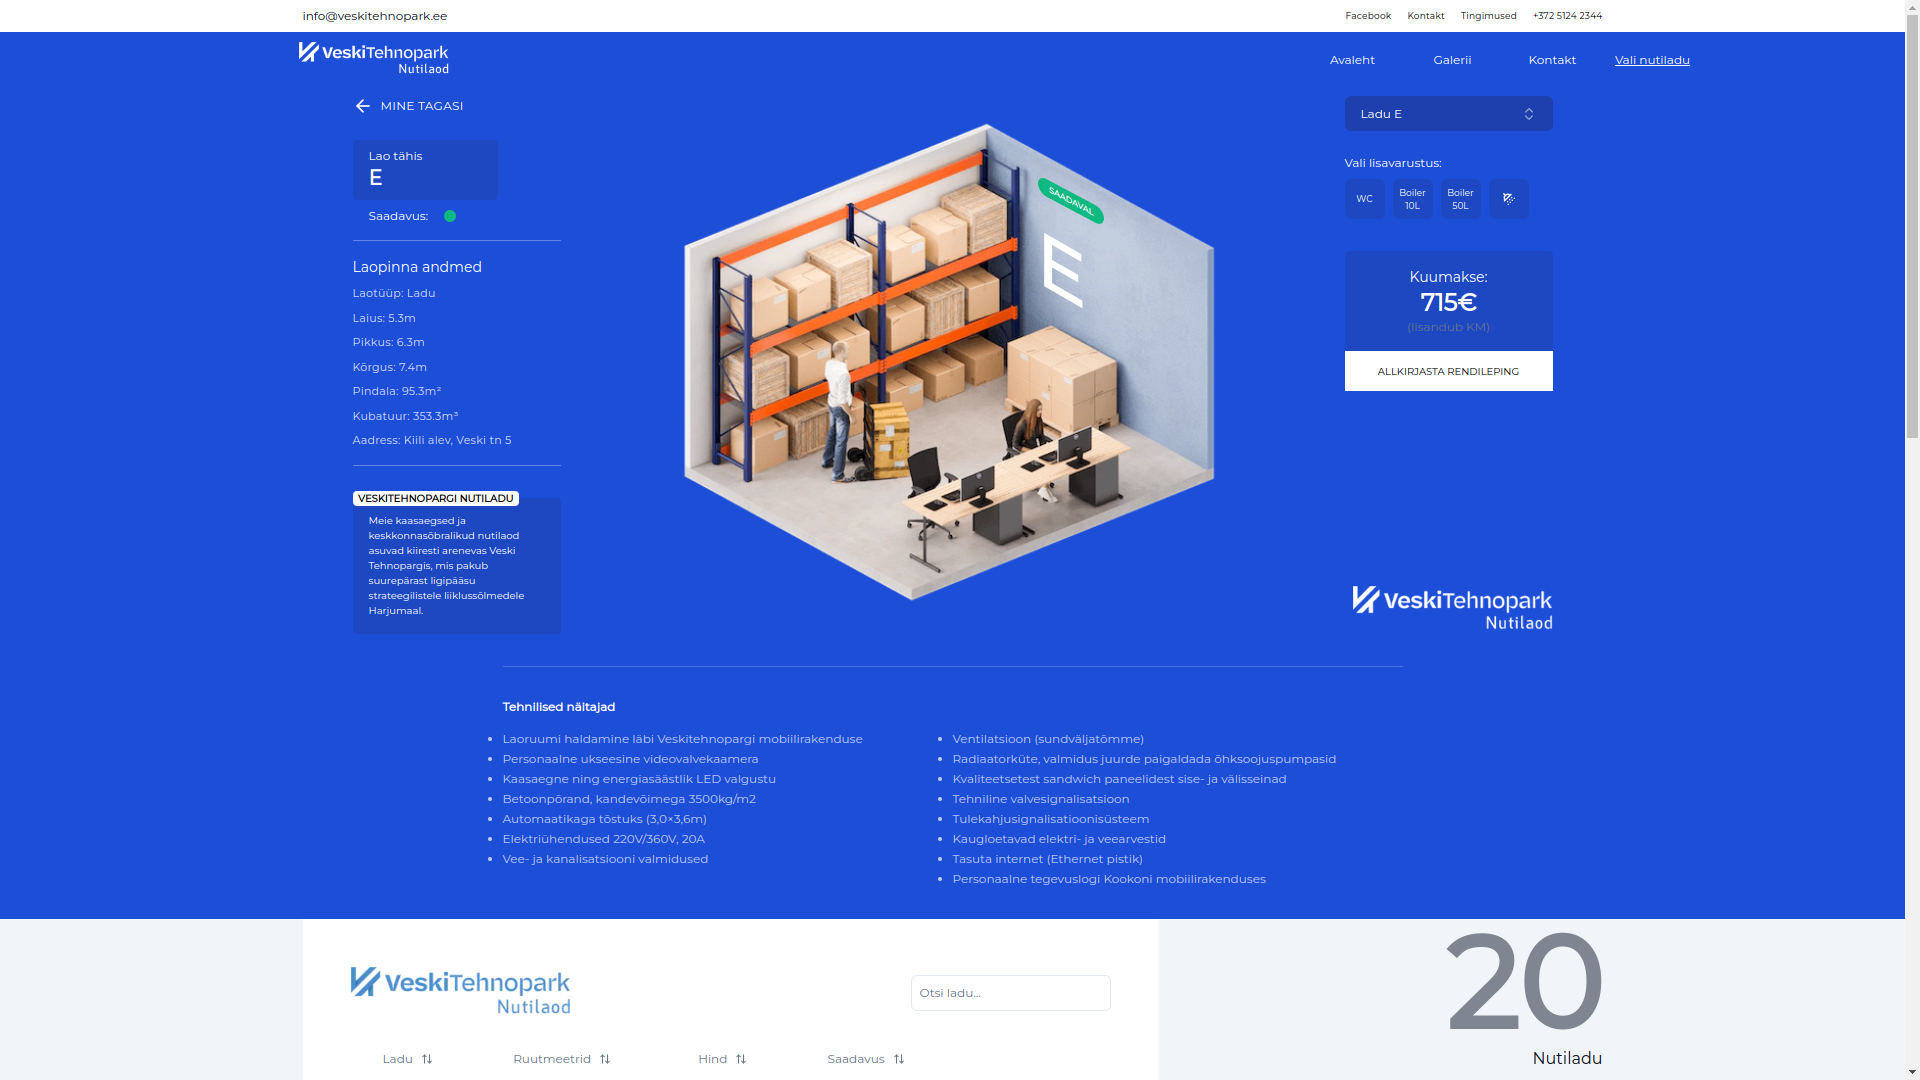 info@veskitehnopark.ee
Facebook
Kontakt
Tingimused
+372 5124 2344
VeskiTehnopark
Nutilaod
Avaleht
Galerii
Kontakt
Vali nutiladu
MINE TAGASI
Lao tähis
E
Saadavus:
Laopinna andmed
Laotüüp: Ladu
Laius: 5.3m
Pikkus: 6.3m
Kõrgus: 7.4m
Pindala: 95.3m²
Kubatuur: 353.3m³
Aadress: Kiili alev, Veski tn 5
VESKITEHNOPARGI NUTILADU
Meie kaasaegsed ja
keskkonnasõbralikud nutilaod
asuvad kiiresti arenevas Veski
Tehnopargis, mis pakub
suurepärast ligipääsu
strateegilistele liiklussõlmedele
Harjumaal.
SAADAVAL
E
Ladu E
Vali lisavarustus:
WC
Boiler
10L
Boiler
50L
Kuumakse:
715€
(lisandub KM)
ALLKIRJASTA RENDILEPING
VeskiTehnopark
Nutilaod
Tehnilised näitajad
Laoruumi haldamine läbi Veskitehnopargi mobiilirakenduse
Personaalne ukseesine videovalvekaamera
Kaasaegne ning energiasäästlik LED valgustu
Betoonpõrand, kandevõimega 3500kg/m2
Automaatikaga tõstuks (3,0×3,6m)
Elektriühendused 220V/360V, 20A
Vee- ja kanalisatsiooni valmidused
Ventilatsioon (sundväljatõmme)
Radiaatorküte, valmidus juurde paigaldada õhksoojuspumpasid
Kvaliteetsetest sandwich paneelidest sise- ja välisseinad
Tehniline valvesignalisatsioon
Tulekahjusignalisatioonisüsteem
Kaugloetavad elektri- ja veearvestid
Tasuta internet (Ethernet pistik)
Personaalne tegevuslogi Kookoni mobiilirakenduses
VeskiTehnopark
Nutilaod
Otsi ladu...
Ladu
Ruutmeetrid
Hind
Saadavus
20
Nutiladu